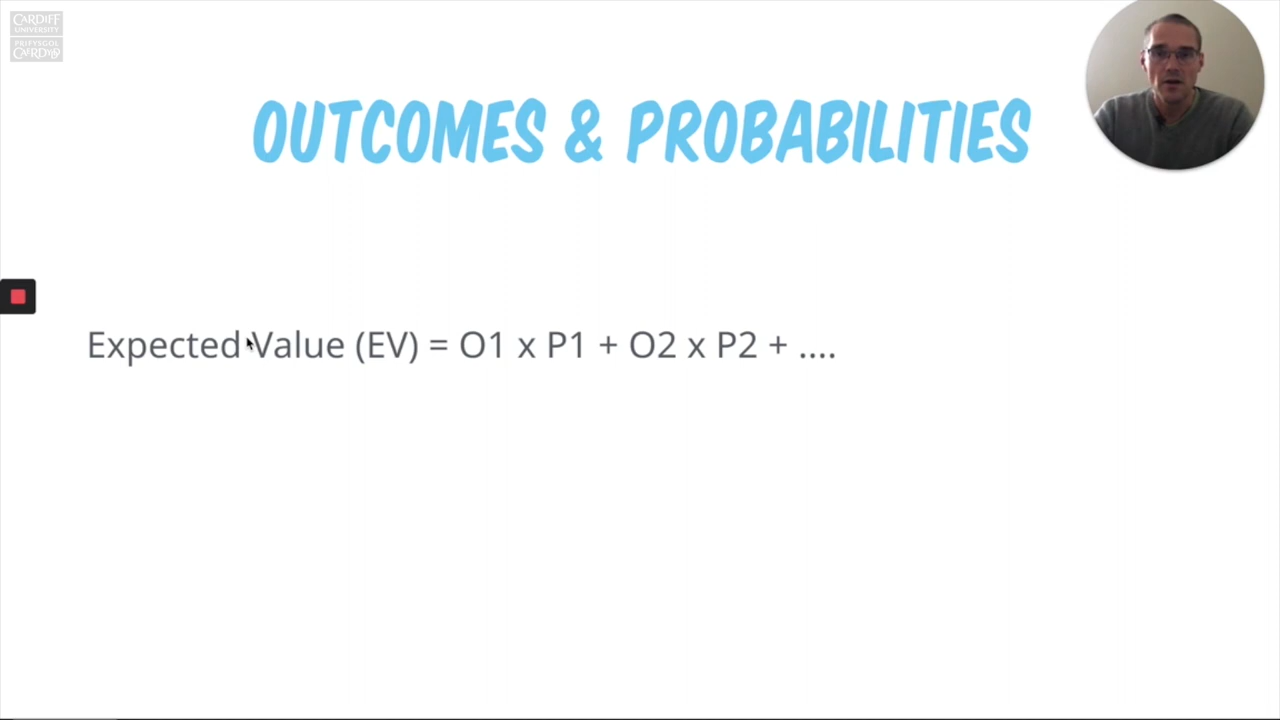 CARDIFF
UNIVERSITY
PRIFYSGOL
CAERDYDD
OUTCOMES & PROBABILITIES
Expected Value (EV) = O1 x P1 + O2 x P2 + ....